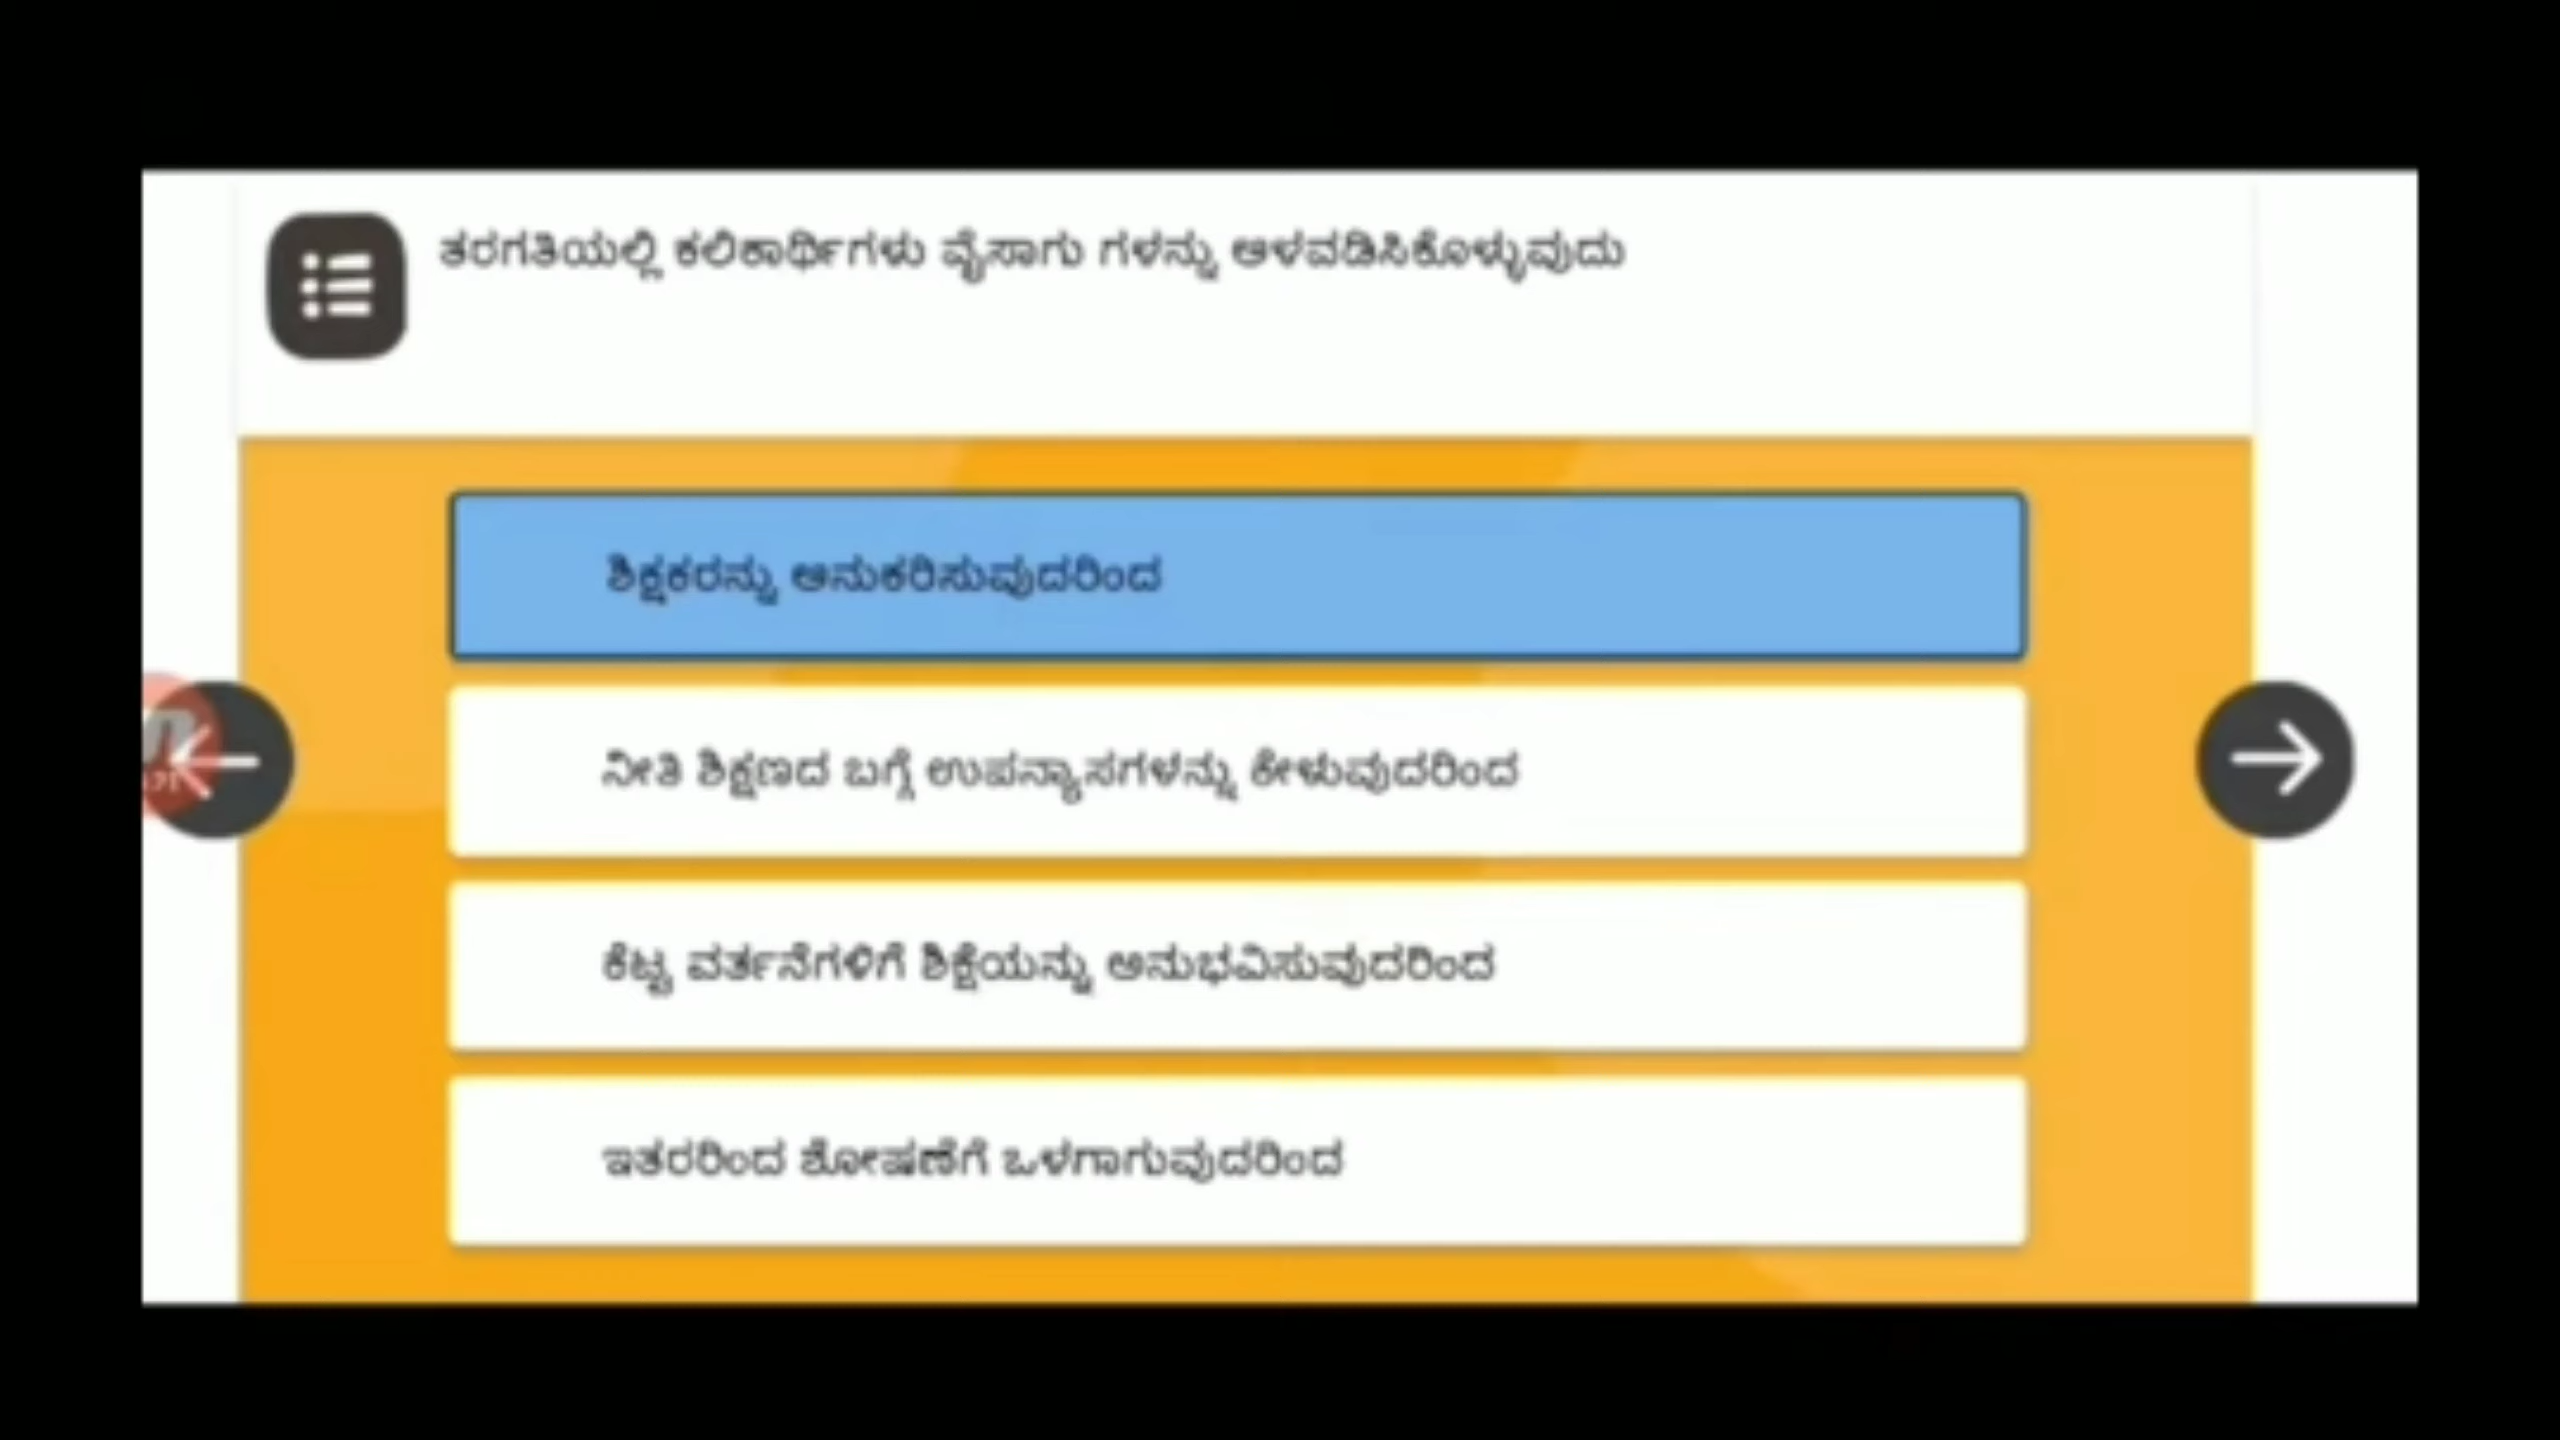 ತರಗತಿಯಲ್ಲಿ ಕಲಿಕಾರ್ಥಿಗಳು ವೈಸಾಗು ಗಳನ್ನು ಅಳವಡಿಸಿಕೊಳ್ಳುವುದು
ಶಿಕ್ಷಕರನ್ನು ಅನುಕರಿಸುವುದರಿಂದ
ನೀತಿ ಶಿಕ್ಷಣದ ಬಗ್ಗೆ ಉಪನ್ಯಾಸಗಳನ್ನು ಕೇಳುವುದರಿಂದ
ಕೆಟ್ಟ ವರ್ತನೆಗಳಿಗೆ ಶಿಕ್ಷೆಯನ್ನು ಅನುಭವಿಸುವುದರಿಂದ
ಇತರರಿಂದ ಶೋಷಣೆಗೆ ಒಳಗಾಗುವುದರಿಂದ